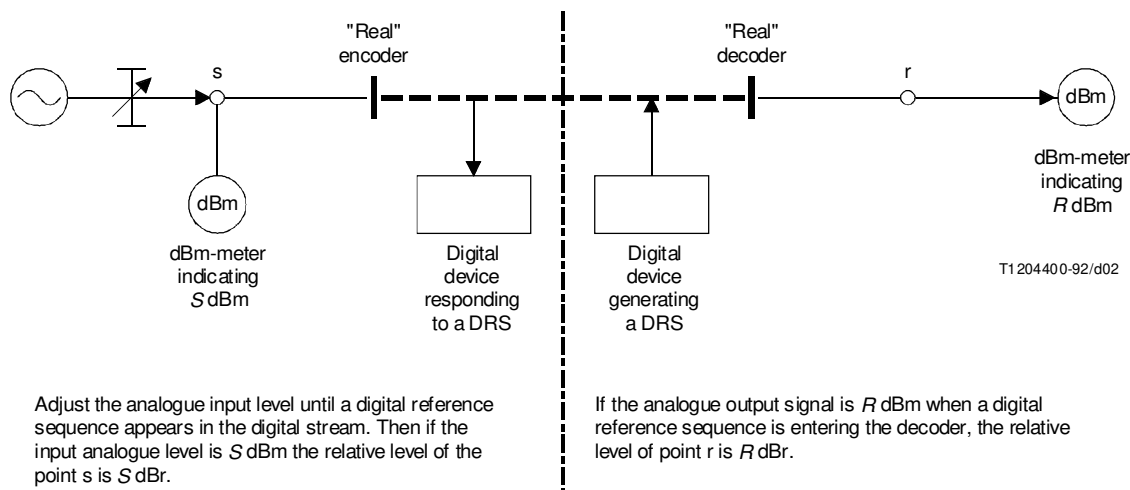 "Real"
encoder
"Real"
decoder
s
r
dBm
dBm
dBm-meter
indicating
S dBm
Digital
device
responding
to a DRS
Digital
device
generating
a DRS
dBm-meter
indicating
R dBm
T1204400-92/d02
Adjust the analogue input level until a digital reference
sequence appears in the digital stream. Then if the
input analogue level is S dBm the relative level of the
point s is S dBr.
If the analogue output signal is R dBm when a digital
reference sequence is entering the decoder, the relative
level of point r is R dBr.